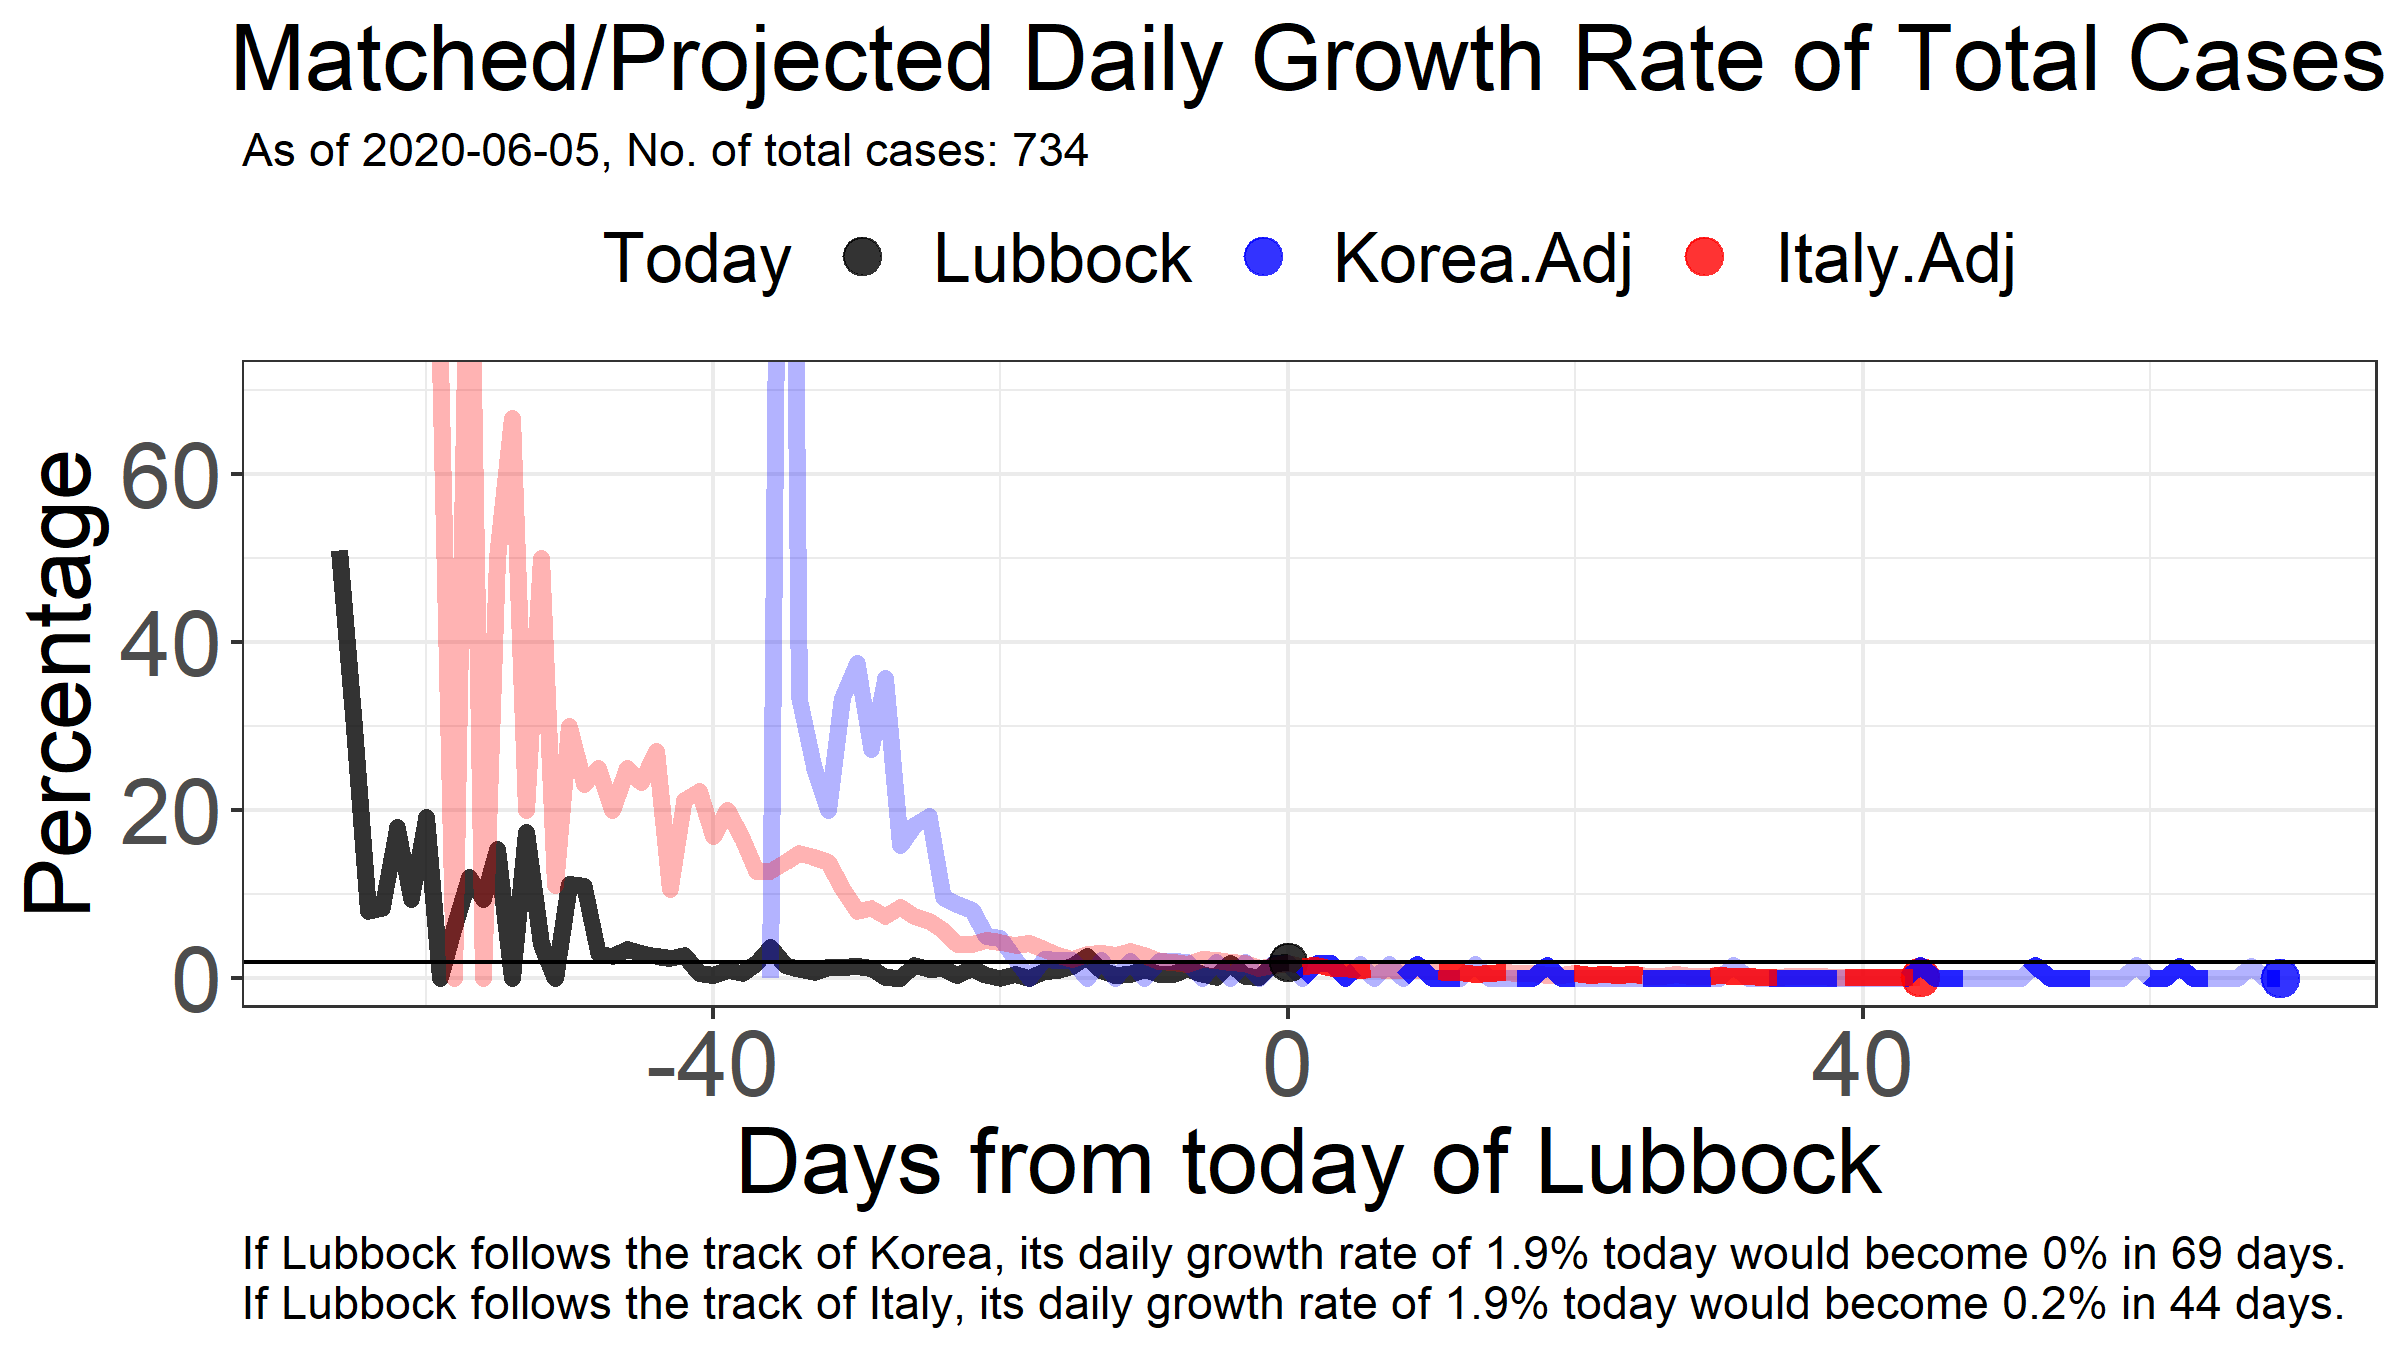 Matched/Projected Daily Growth Rate of Total Cases
As of 2020-06-05, No. of total cases: 734
Today Lubbock Korea.Adj Italy.Adj
Percentage
60
40
20
0
-40 0 40
Days from today of Lubbock
If Lubbock follows the track of Korea, its daily growth rate of 1.9% today would become 0% in 69 days.
If Lubbock follows the track of Italy, its daily growth rate of 1.9% today would become 0.2% in 44 days.